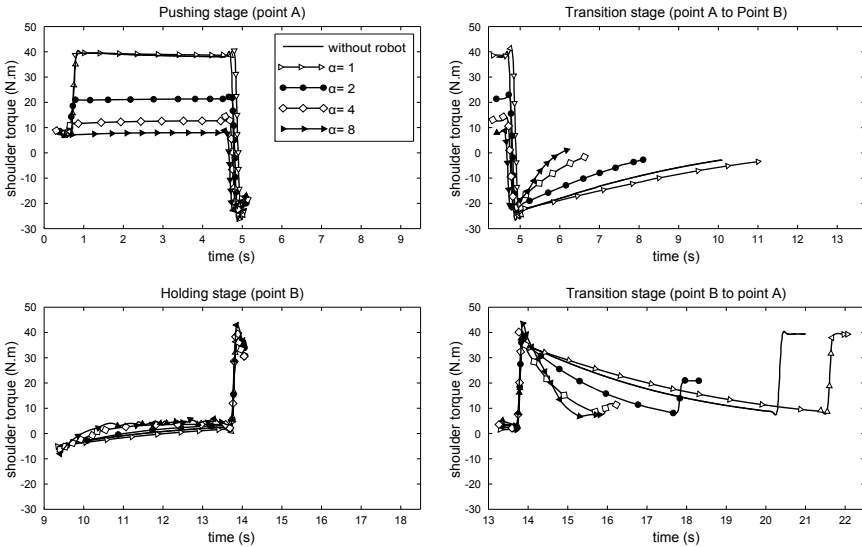 Pushing stage (point A)
50
40
30
20
10
0
-10
-20
-30
shoulder torque (N.m)
0 1 2 3 4 5 6 7 8 9
time (s)
without robot
α= 1
α= 2
α= 4
α= 8
Transition stage (point A to Point B)
50
40
30
20
10
0
-10
-20
-30
shoulder torque (N.m)
5 6 7 8 9 10 11 12 13
time (s)
Holding stage (point B)
50
40
30
20
10
0
-10
-20
-30
shoulder torque (N.m)
9 10 11 12 13 14 15 16 17 18
time (s)
Transition stage (point B to point A)
50
40
30
20
10
0
-10
-20
-30
shoulder torque (N.m)
13 14 15 16 17 18 19 20 21 22
time (s)